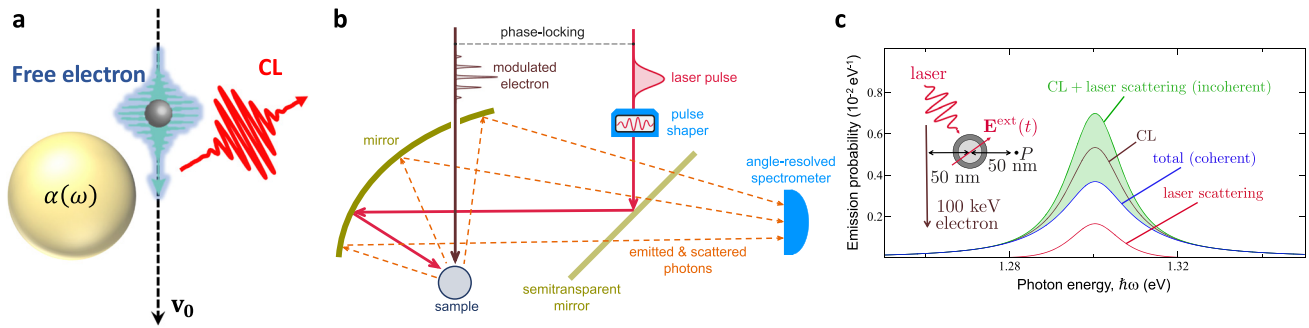 a
Free electron
CL
α(ω)
v₀
b
phase-locking
modulated
electron
laser pulse
pulse
shaper
mirror
angle-resolved
spectrometer
emitted & scattered
photons
semitransparent
mirror
sample
c
Emission probability (10⁻² eV⁻¹)
0.8
0.6
0.4
0.2
laser
Eᵉˣᵗ(t)
P
50 nm
50 nm
100 keV
electron
CL + laser scattering (incoherent)
CL
total (coherent)
laser scattering
1.28
1.32
Photon energy, ℏω (eV)